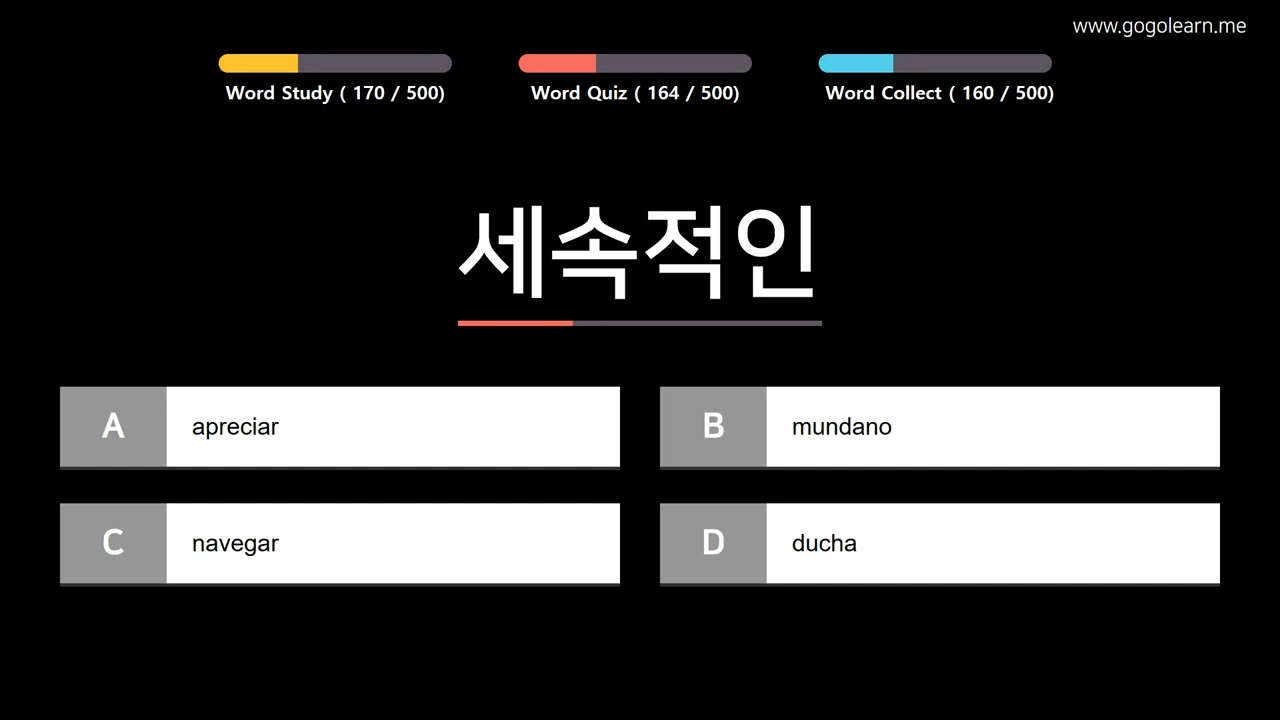 www.gogolearn.me
Word Study ( 170 / 500)
Word Quiz ( 164 / 500)
Word Collect ( 160 / 500)
세속적인
A apreciar
B mundano
C navegar
D ducha